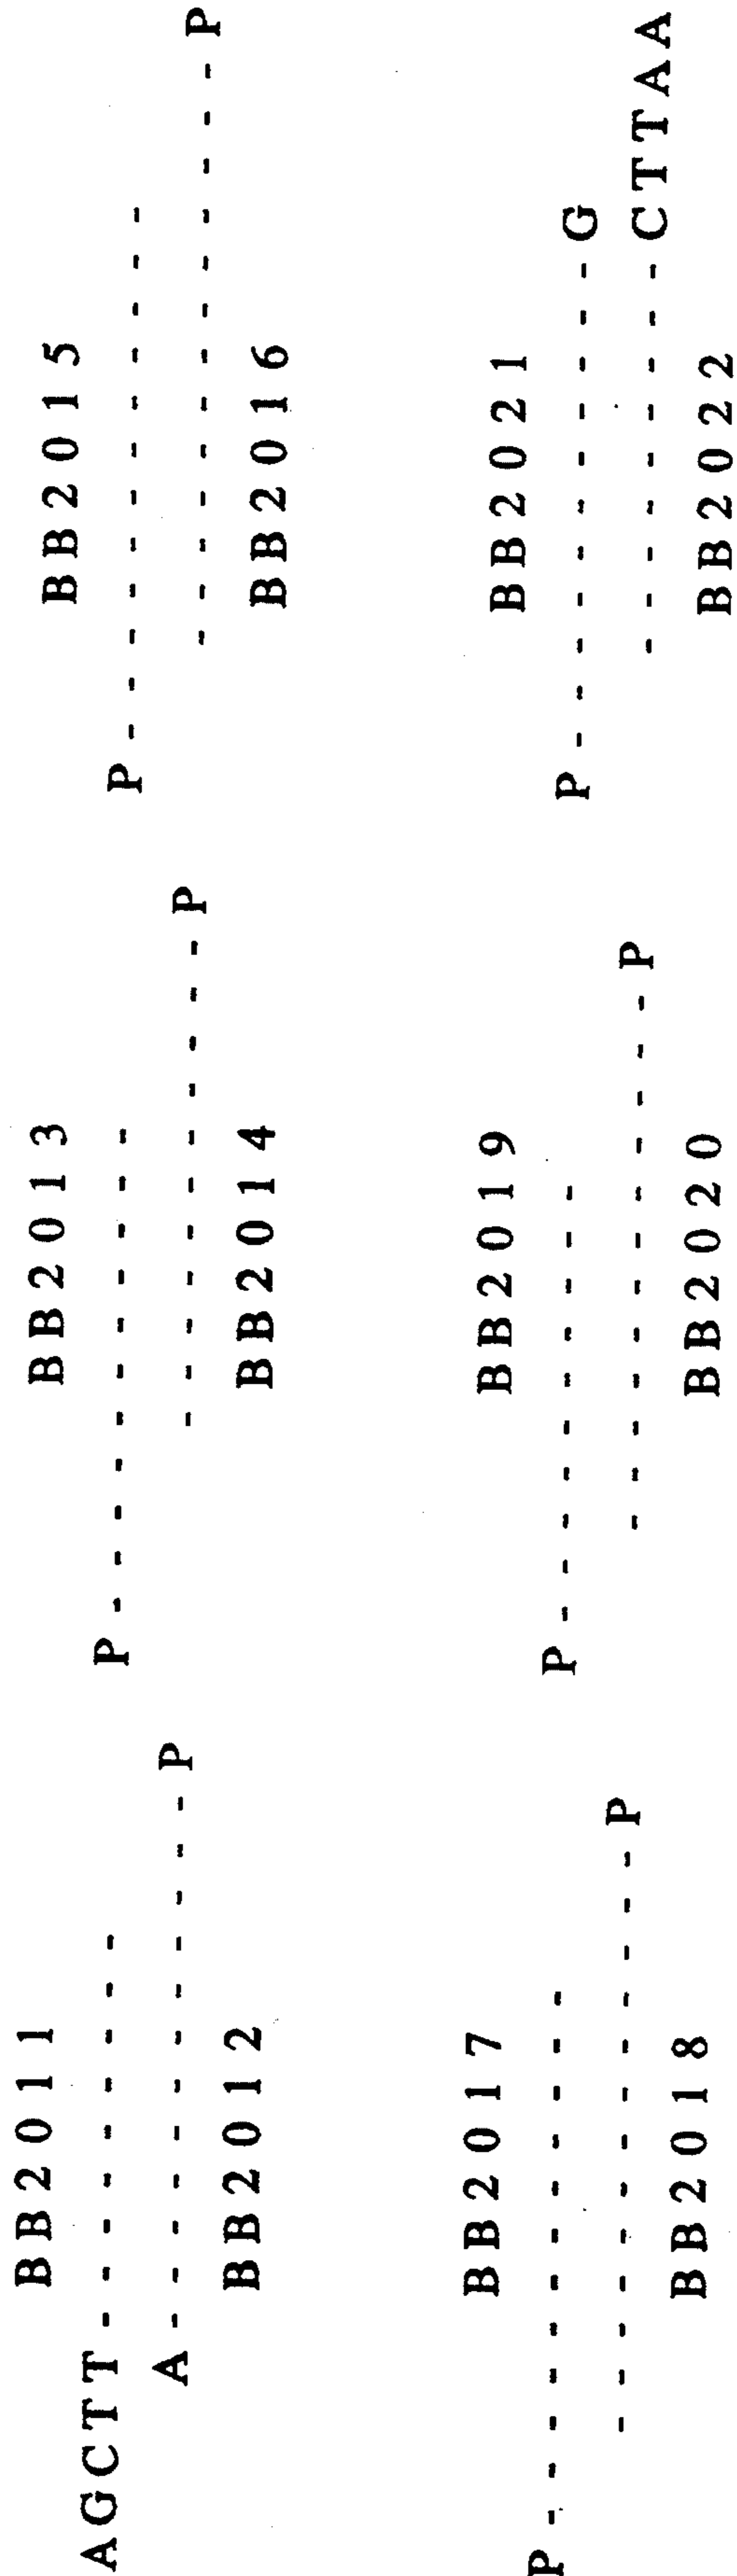 BB2011
AGCTT---------
A------------P
BB2012
BB2013
P-----------
-----------P
BB2014
BB2015
P------------
-------------P
BB2016
BB2017
P------------
-------------P
BB2018
BB2019
P----------
------------P
BB2020
BB2021
P-----------G
---------CTTAA
BB2022